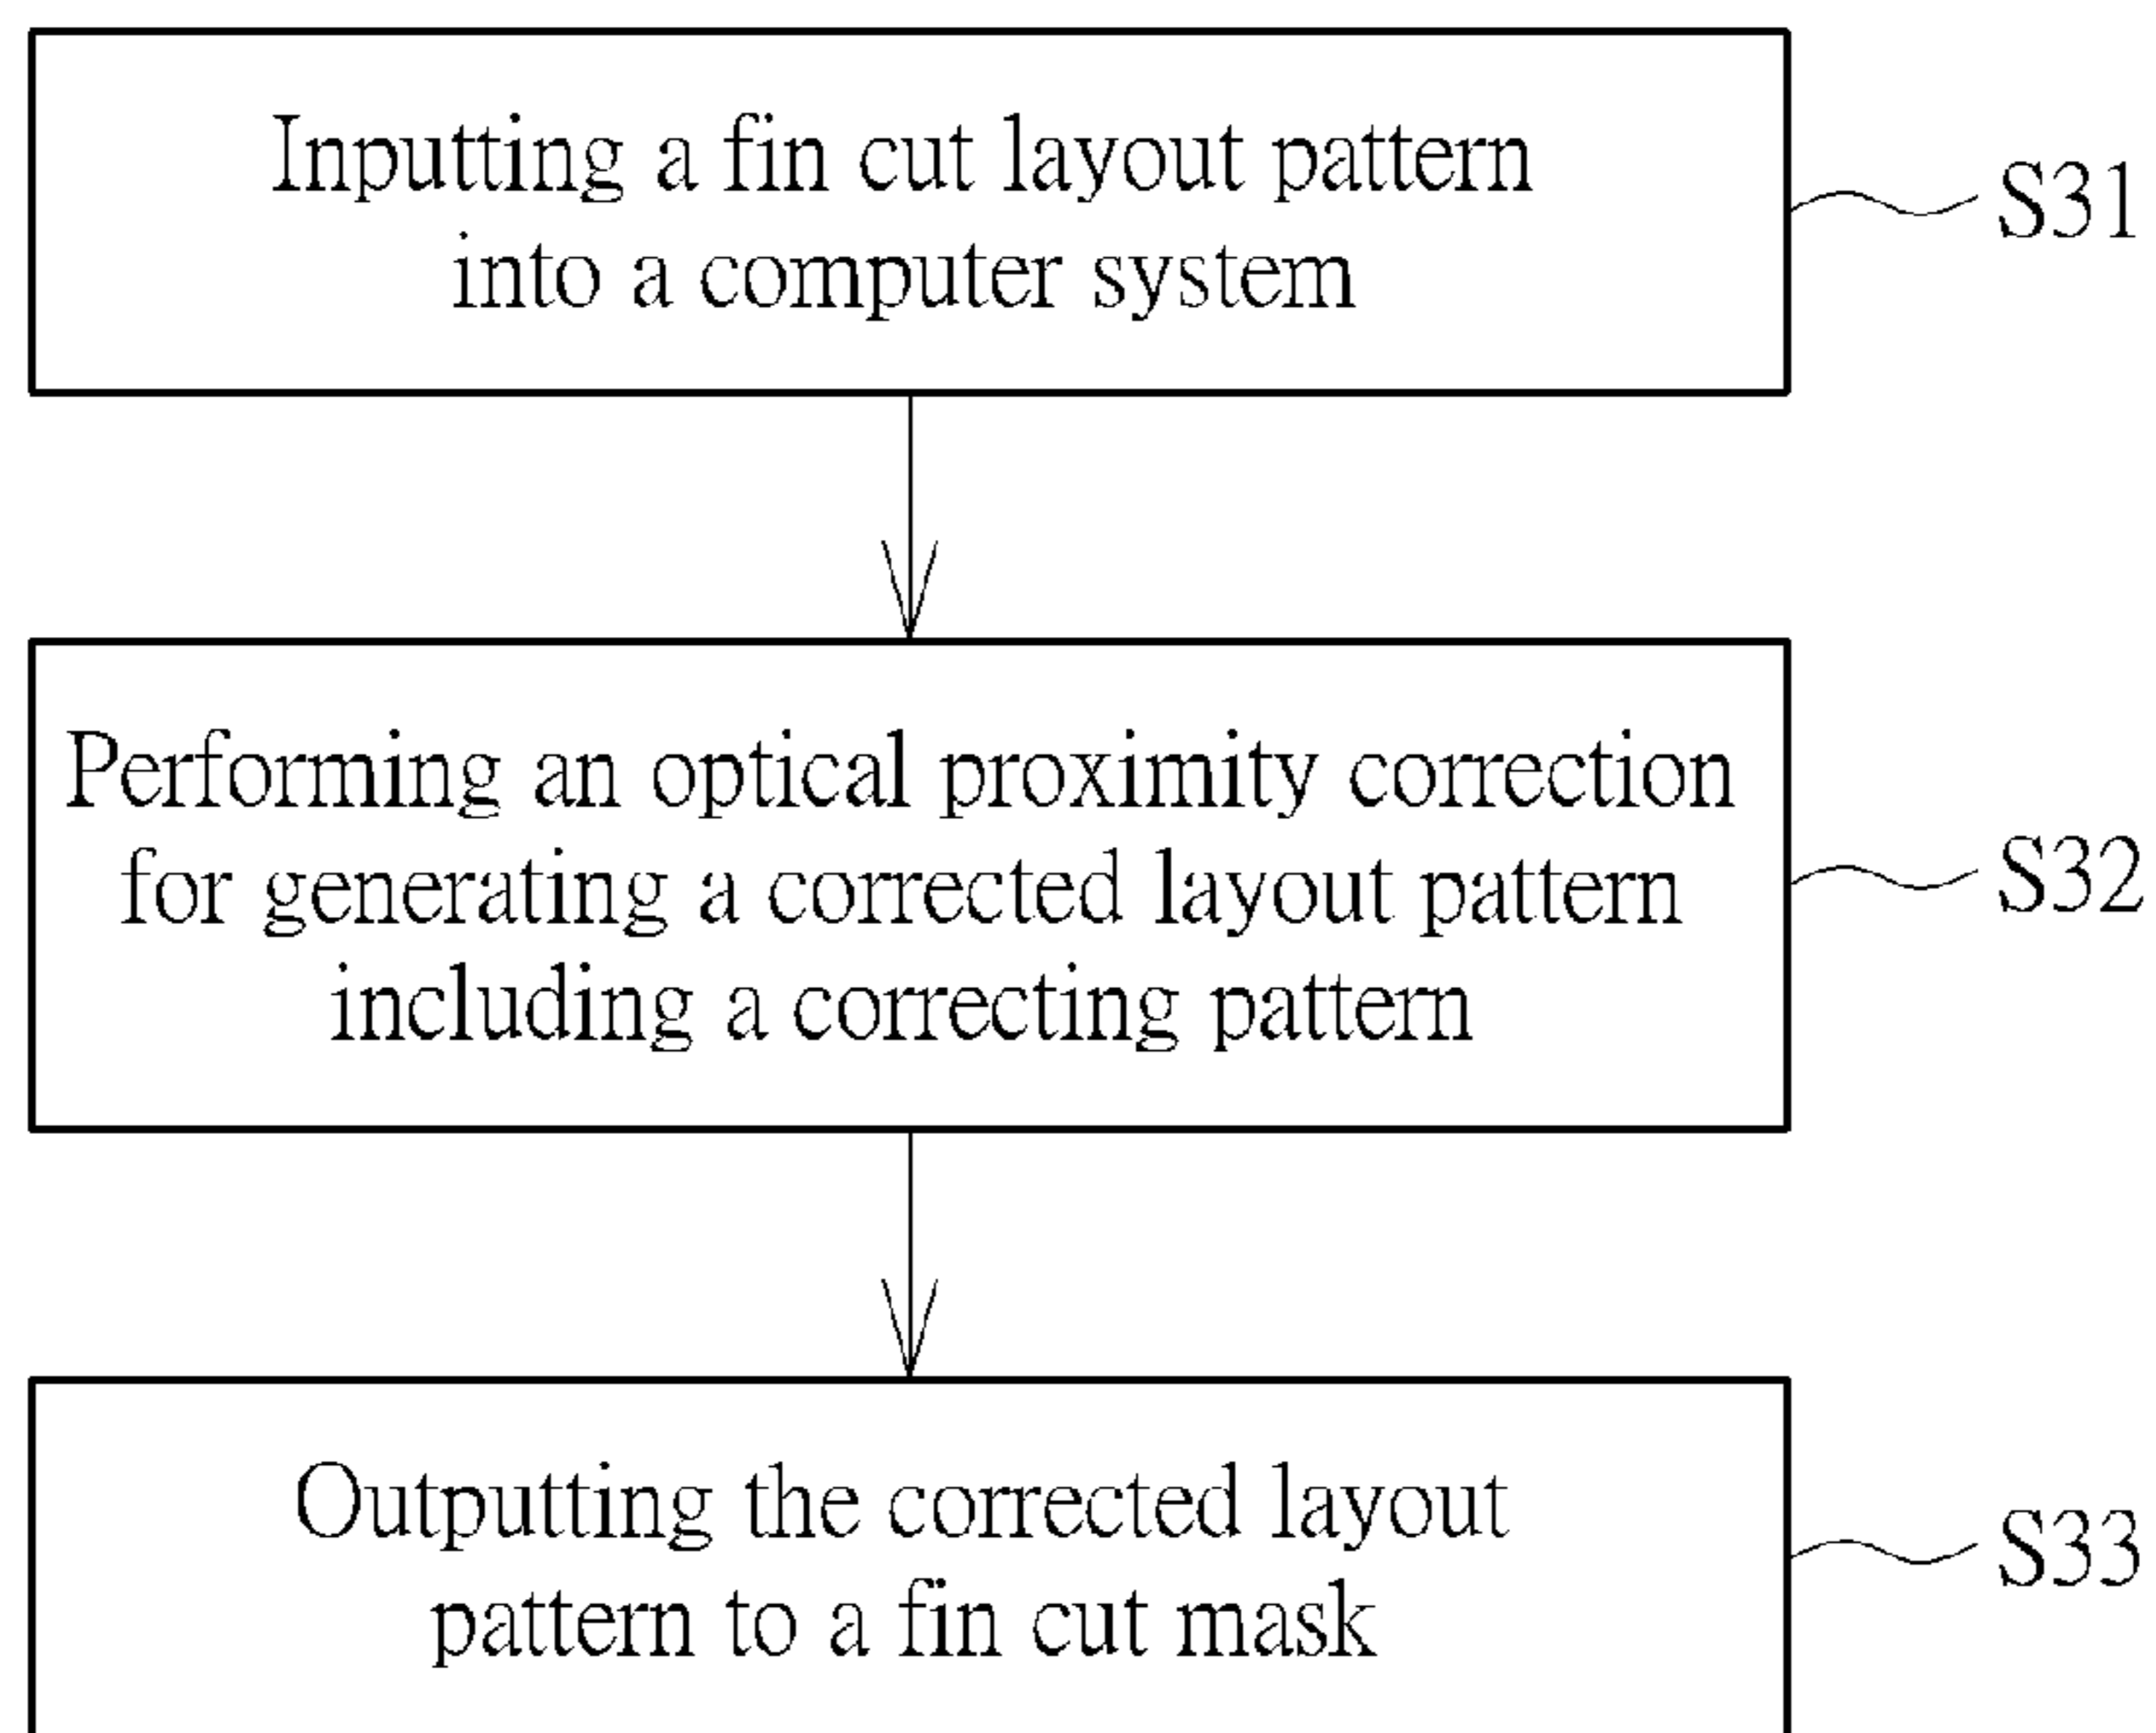 Inputting a fin cut layout pattern
into a computer system
S31
Performing an optical proximity correction
for generating a corrected layout pattern
including a correcting pattern
S32
Outputting the corrected layout
pattern to a fin cut mask
S33